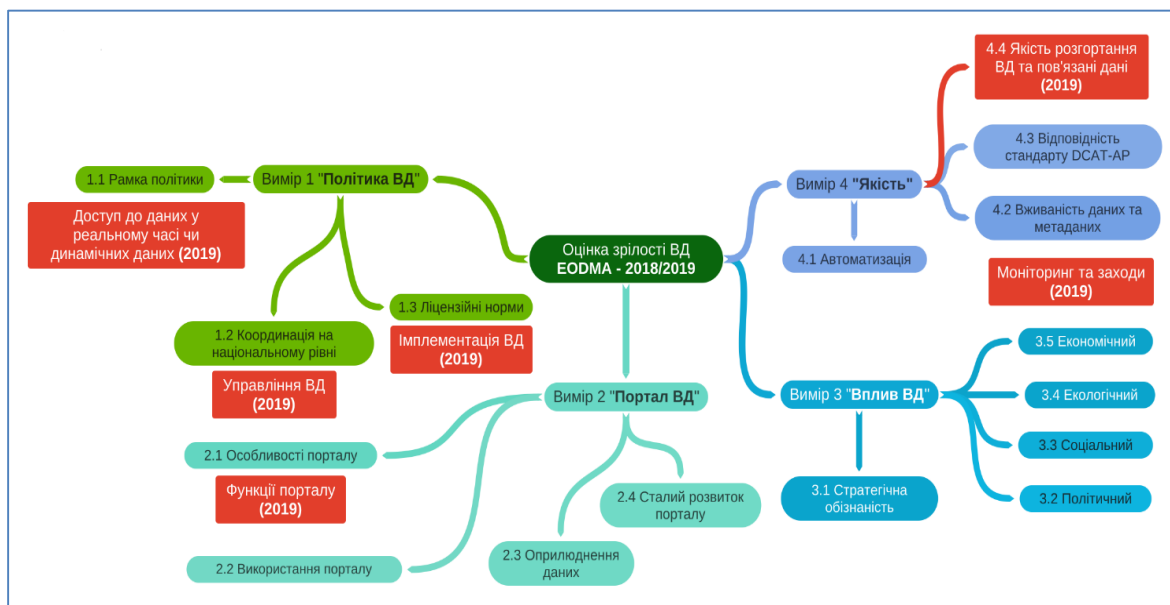 Оцінка зрілості ВД
EODMA - 2018/2019
Вимір 1 "Політика ВД"
1.1 Рамка політики
Доступ до даних у
реальному часі чи
динамічних даних (2019)
1.2 Координація на
національному рівні
Управління ВД
(2019)
1.3 Ліцензійні норми
Імплементація ВД
(2019)
Вимір 2 "Портал ВД"
2.1 Особливості порталу
Функції порталу
(2019)
2.2 Використання порталу
2.3 Оприлюднення
даних
2.4 Сталий розвиток
порталу
Вимір 4 "Якість"
4.4 Якість розгортання
ВД та пов'язані дані
(2019)
4.3 Відповідність
стандарту DCAT-AP
4.2 Вживаність даних та
метаданих
4.1 Автоматизація
Моніторинг та заходи
(2019)
Вимір 3 "Вплив ВД"
3.5 Економічний
3.4 Екологічний
3.3 Соціальний
3.2 Політичний
3.1 Стратегічна
обізнаність